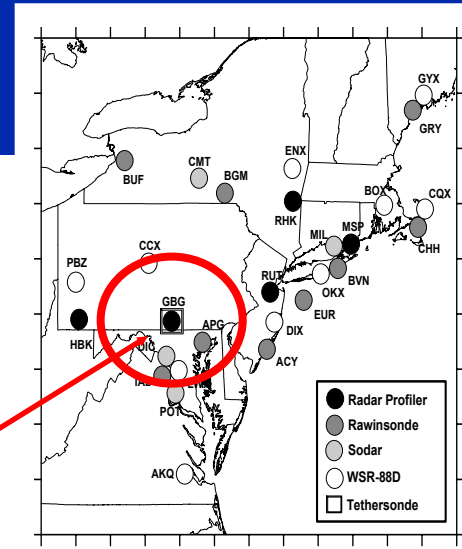 GYX
GRY
ENX
CMT
BUF
BGM
BOX
CQX
RHK
MIL
MSP
CHH
CCX
PBZ
RUT
BVN
OKX
GBG
EUR
APG
DIX
HBK
ACY
POT
AKQ
Radar Profiler
Rawinsonde
Sodar
WSR-88D
Tethersonde